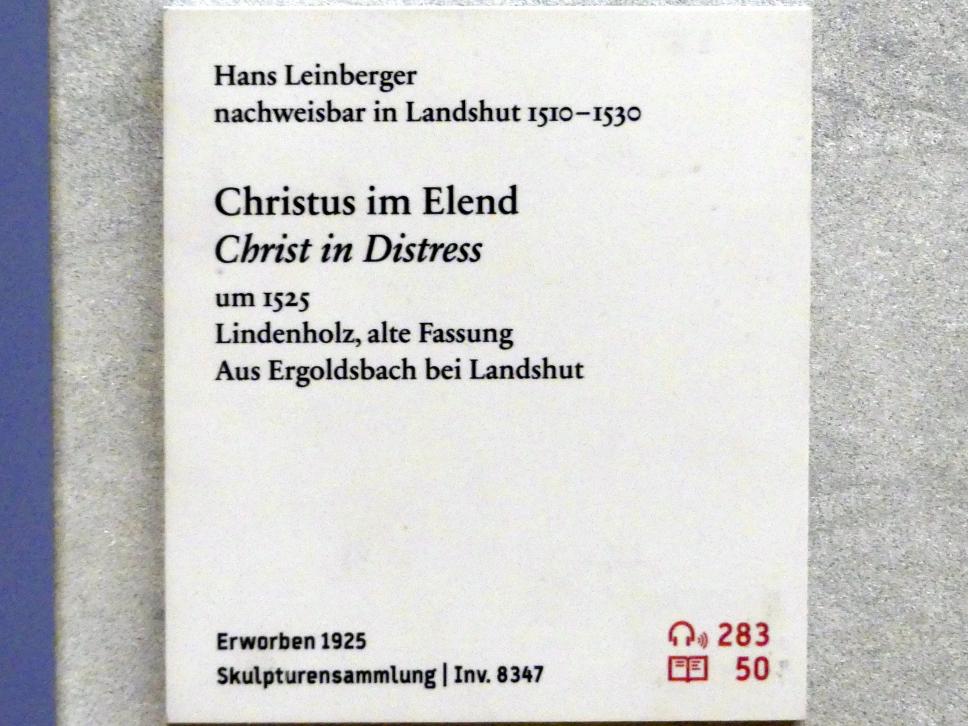 Hans Leinberger
nachweisbar in Landshut 1510–1530
Christus im Elend
Christ in Distress
um 1525
Lindenholz, alte Fassung
Aus Ergoldsbach bei Landshut
Erworben 1925
Skulpturensammlung | Inv. 8347
283
50